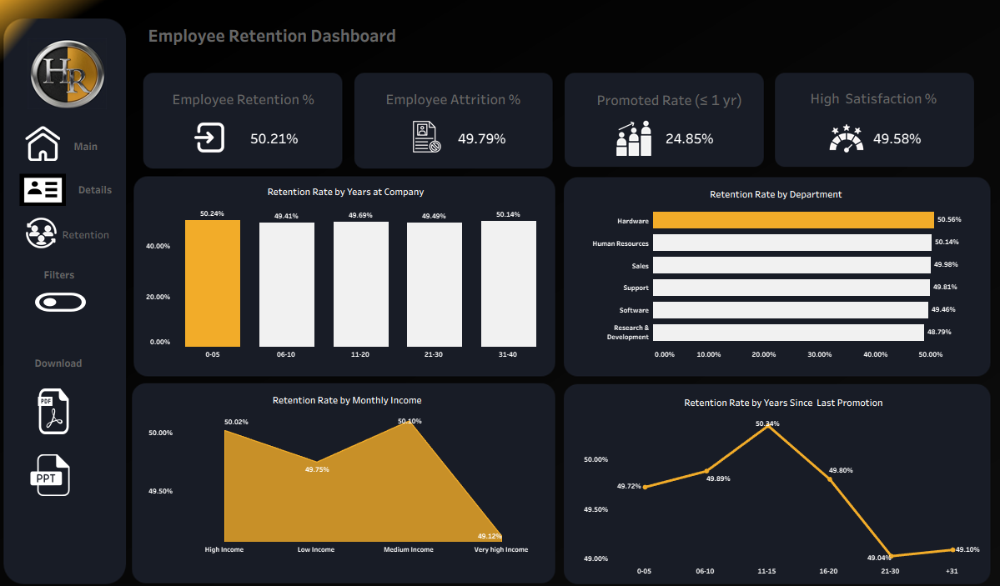 Employee Retention Dashboard
HR
Main
Details
Retention
Filters
Download
PDF
PPT
Employee Retention %
50.21%
Employee Attrition %
49.79%
Promoted Rate (≤ 1 yr)
24.85%
High Satisfaction %
49.58%
Retention Rate by Years at Company
50.24%
49.41%
49.69%
49.49%
50.14%
40.00%
20.00%
0.00%
0-05
06-10
11-20
21-30
31-40
Retention Rate by Department
Hardware
50.56%
Human Resources
50.14%
Sales
49.98%
Support
49.81%
Software
49.46%
Research &
Development
48.79%
0.00%
10.00%
20.00%
30.00%
40.00%
50.00%
Retention Rate by Monthly Income
50.02%
50.10%
50.00%
49.75%
49.50%
49.12%
High Income
Low Income
Medium Income
Very high Income
Retention Rate by Years Since Last Promotion
50.34%
50.00%
49.72%
49.89%
49.80%
49.50%
49.00%
49.04%
49.10%
0-05
06-10
11-15
16-20
21-30
+31